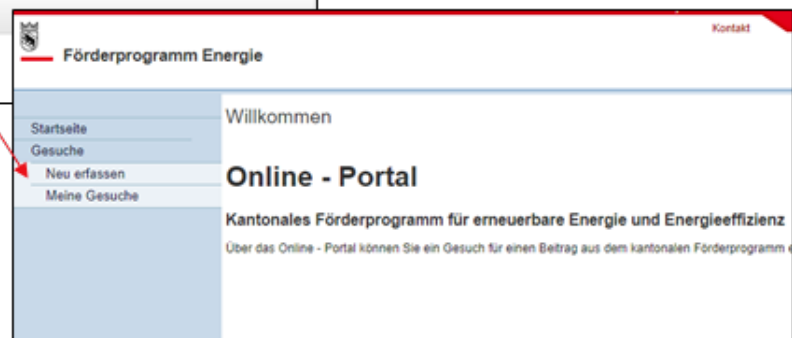 Kontakt
Förderprogramm Energie
Startseite
Gesuche
Neu erfassen
Meine Gesuche
Willkommen
Online - Portal
Kantonales Förderprogramm für erneuerbare Energie und Energieeffizienz
Über das Online - Portal können Sie ein Gesuch für einen Beitrag aus dem kantonalen Förderprogramm e